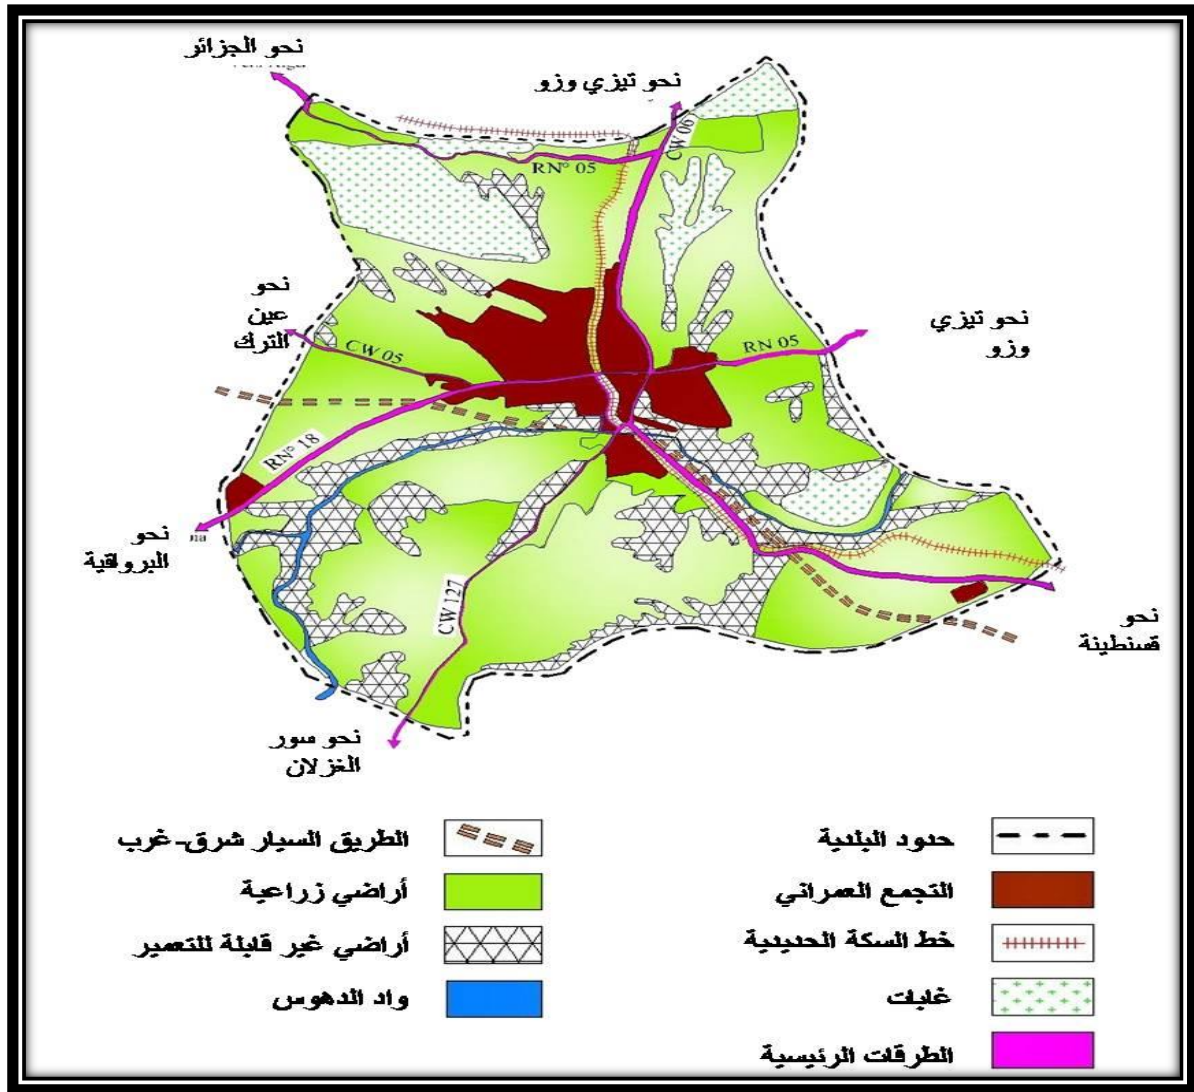 نحو الجزائر
نحو تيزي وزو
CW 06
RN° 05
نحو
عين
الترك
CW 05
RN 05
نحو تيزي
وزو
RN° 18
نحو
البرواقية
CW 127
نحو
قسنطينة
نحو سور
الغزلان
حدود البلدية
التجمع العمراني
خط السكة الحديدية
غابات
الطرقات الرئيسية
الطريق السيار شرق-غرب
أراضي زراعية
أراضي غير قابلة للتعمير
واد الدهوس